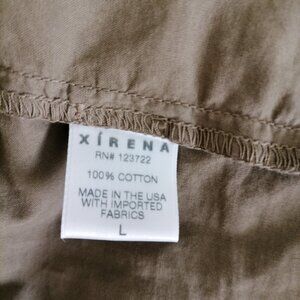 XÍRENA
RN# 123722
100% COTTON
MADE IN THE USA
WITH IMPORTED
FABRICS
L